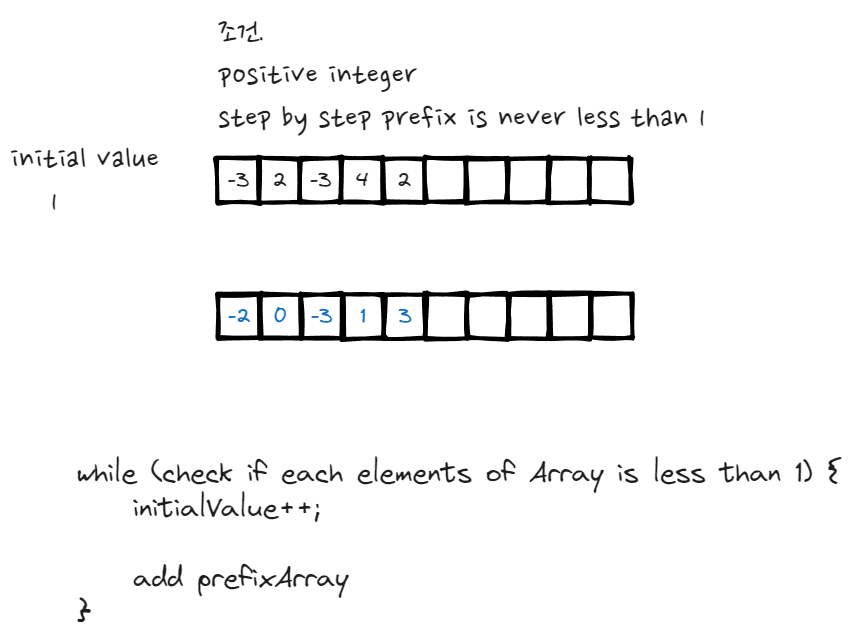 조건.
positive integer
step by step prefix is never less than 1
initial value
1
-3 2 -3 4 2
-2 0 -3 1 3
while (check if each elements of Array is less than 1) {
initialValue++;
add prefixArray
}